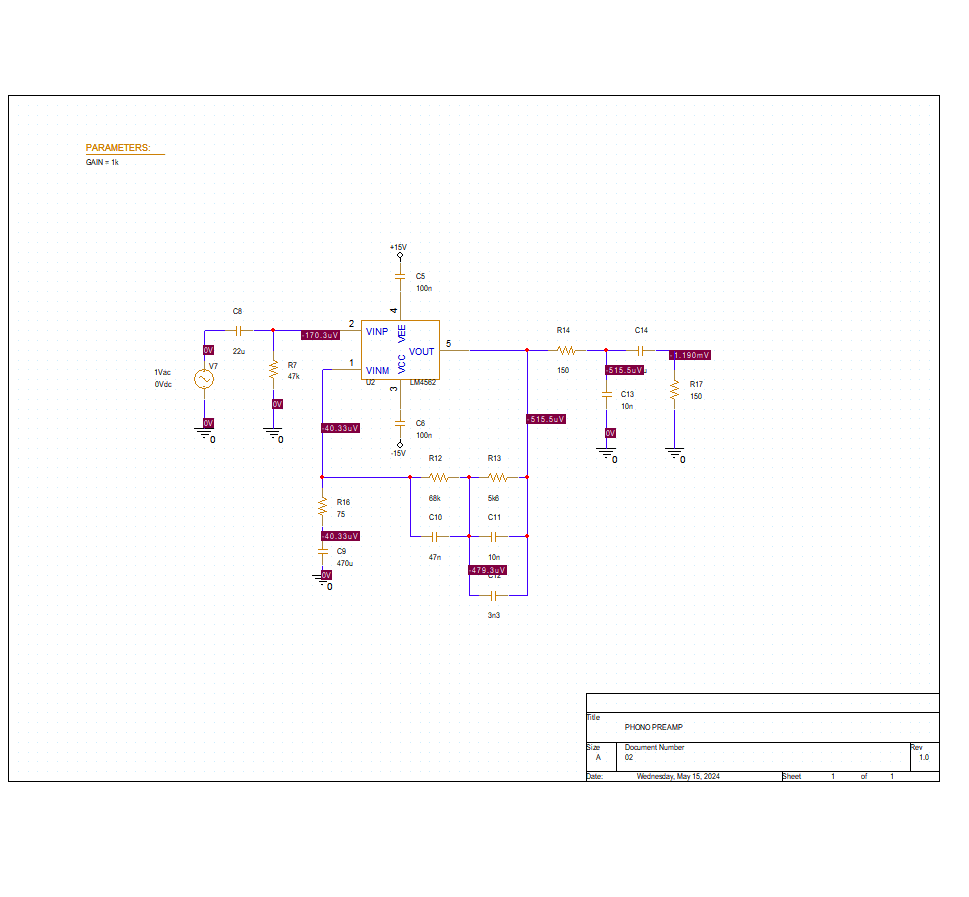 PARAMETERS:
GAIN = 1k
+15V
C5
100n
4
C8
22u
2
-170.3uV
VINP
VEE
VOUT
5
R14
150
C14
-1.190mV
0V
V7
1Vac
0Vdc
R7
47k
1
VINM
VCC
U2
LM4562
3
-515.5uV
u
R17
150
C13
10n
0V
0V
0
0V
0
-40.33uV
C6
100n
-15V
-515.5uV
0V
0
0
R12
68k
R13
5k6
R16
75
C10
47n
C11
10n
-40.33uV
C9
470u
0V
0
-479.3uV
C12
3n3
Title
PHONO PREAMP
Size
A
Document Number
02
Rev
1.0
Date:
Wednesday, May 15, 2024
Sheet
1
of
1